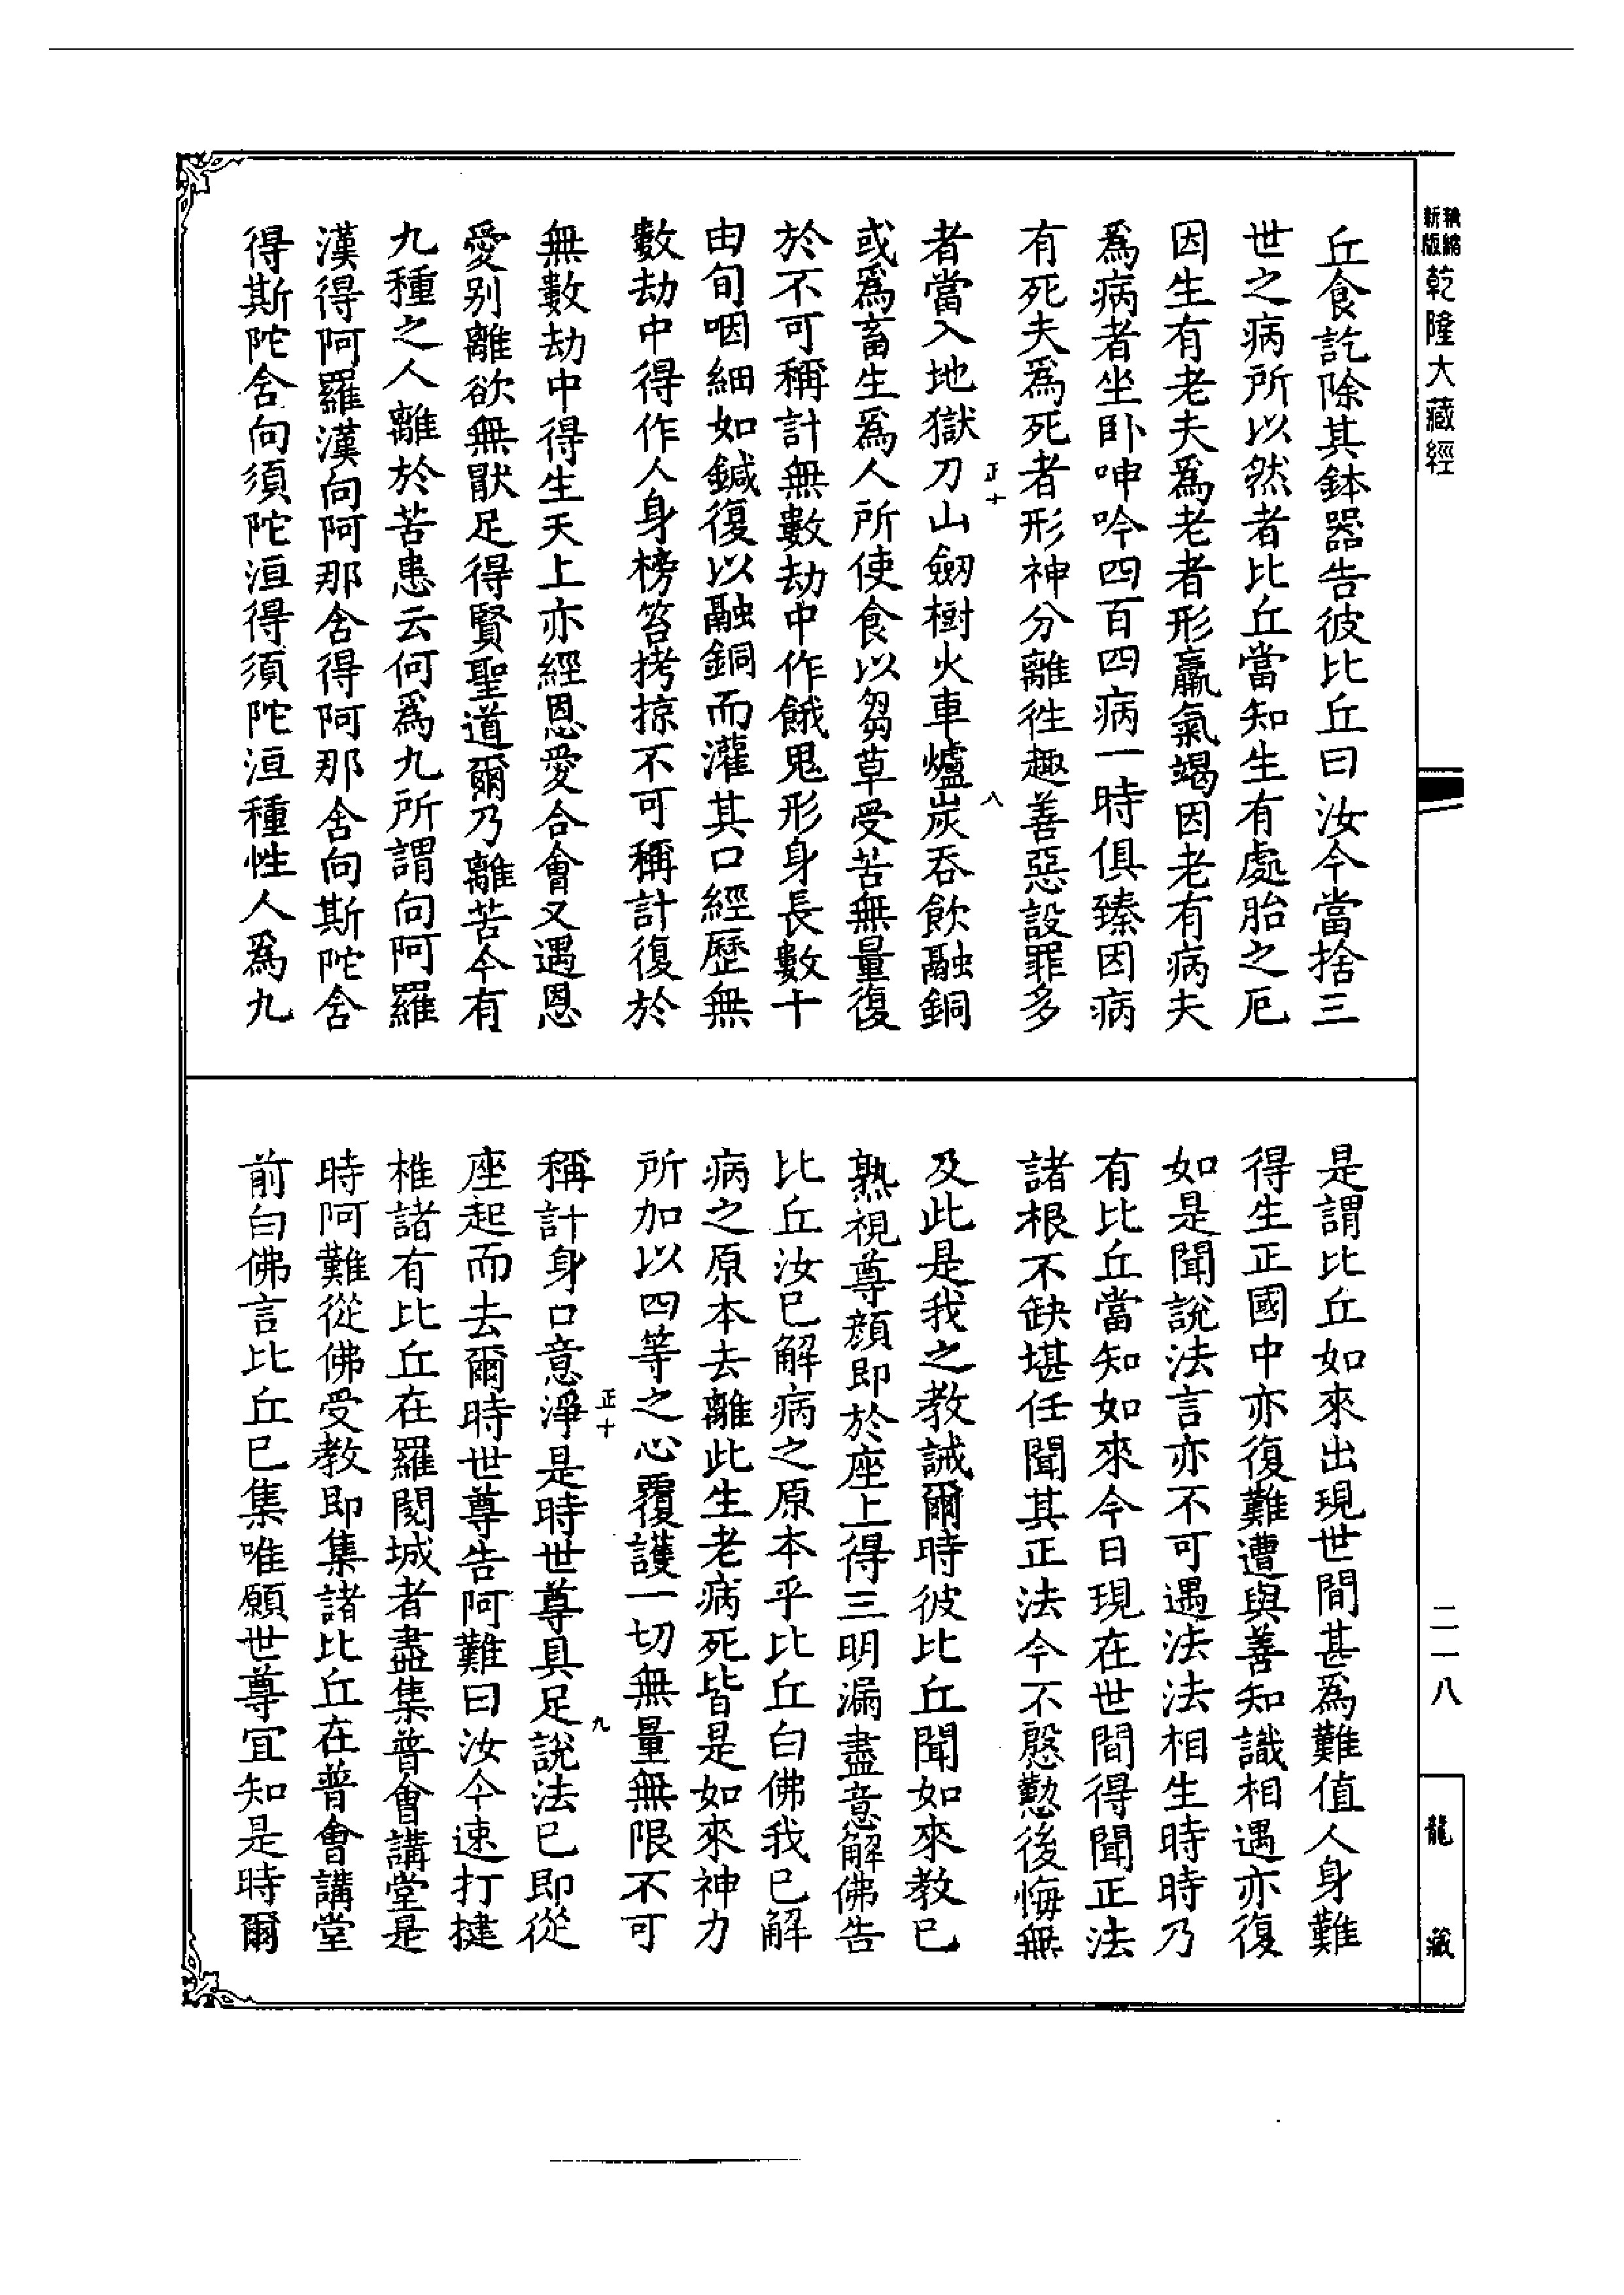 新版精縮
乾隆大藏經
丘食訖除其鉢器告彼比丘曰汝今當捨三
世之病所以然者比丘當知生有處胎之厄
因生有老夫為老者形羸氣竭因老有病夫
為病者坐卧呻吟四百四病一時俱臻因病
有死夫為死者形神分離徃趣善惡設罪多
正十
八
者當入地獄刀山劔樹火車爐炭吞飲融銅
或為畜生為人所使食以芻草受苦無量復
於不可稱計無數劫中作餓鬼形身長數十
由旬咽細如鍼復以融銅而灌其口經歷無
數劫中得作人身榜笞拷掠不可稱計復於
無數劫中得生天上亦經恩愛合會又遇恩
愛別離欲無猒足得賢聖道爾乃離苦今有
九種之人離於苦患云何為九所謂向阿羅
漢得阿羅漢向阿那含得阿那含向斯陀含
得斯陀含向須陀洹得須陀洹種性人為九
是謂比丘如來出現世間甚為難值人身難
得生正國中亦復難遭與善知識相遇亦復
如是聞說法言亦不可遇法法相生時時乃
有比丘當知如來今日現在世間得聞正法
諸根不缺堪任聞其正法今不慇懃後悔無
及此是我之教誡爾時彼比丘聞如來教已
熟視尊顏即於座上得三明漏盡意解佛告
比丘汝已解病之原本乎比丘白佛我已解
病之原本去離此生老病死皆是如來神力
所加以四等之心覆護一切無量無限不可
正十
九
稱計身口意淨是時世尊具足說法已即從
座起而去爾時世尊告阿難曰汝今速打揵
椎諸有比丘在羅閱城者盡集普會講堂是
時阿難從佛受教即集諸比丘在普會講堂
前白佛言比丘已集唯願世尊宜知是時爾
二一八
龍藏